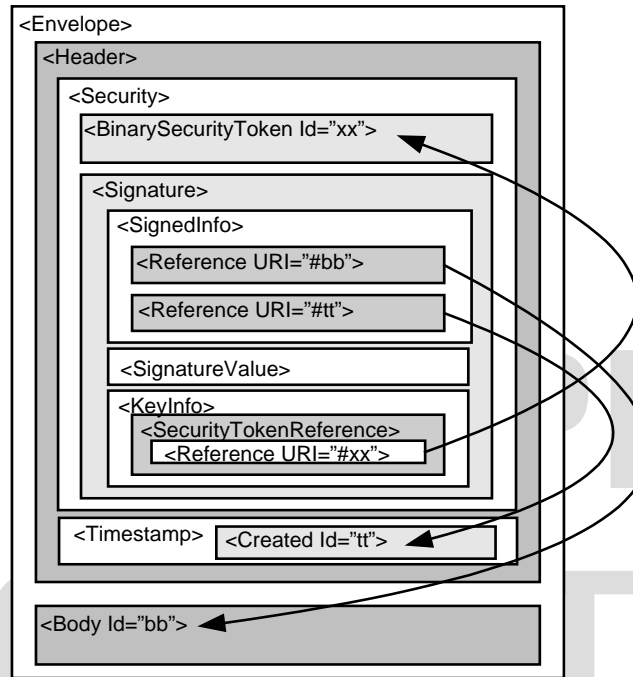 <Envelope>
<Header>
<Security>
<BinarySecurityToken Id=”xx”>
<Signature>
<SignedInfo>
<Reference URI=”#bb”>
<Reference URI=”#tt”>
<SignatureValue>
<KeyInfo>
<SecurityTokenReference>
<Reference URI=”#xx”>
<Timestamp>
<Created Id=”tt”>
<Body Id=”bb”>